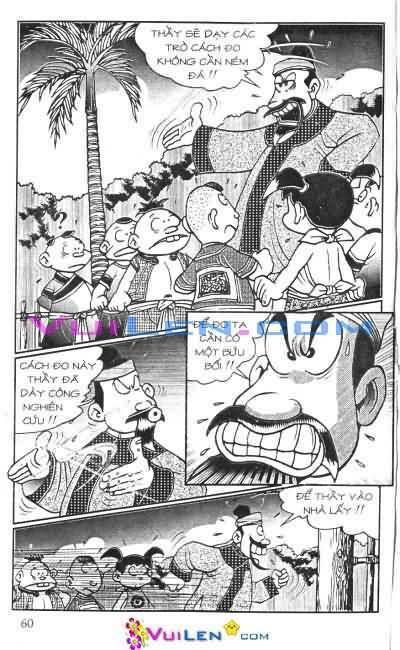 THẦY SẼ DẠY CÁC
TRÒ CÁCH ĐO
KHÔNG CẦN NÉM
ĐÁ !!
?
VUILEN.COM
CÁCH ĐO NÀY
THẦY ĐÃ
DÀY CÔNG
NGHIÊN
CỨU !!
ĐỂ ĐO TA
CẦN CÓ
MỘT BỬU
BỐI !!
ĐỂ THẦY VÀO
NHÀ LẤY !!
60
VUILEN.COM